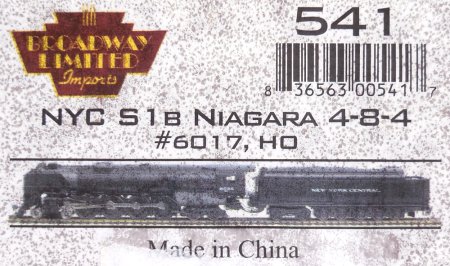 BROADWAY
LIMITED
Imports
541
8 36563 00541 7
NYC S1B NIAGARA 4-8-4
#6017, HO
NEW YORK CENTRAL
Made in China